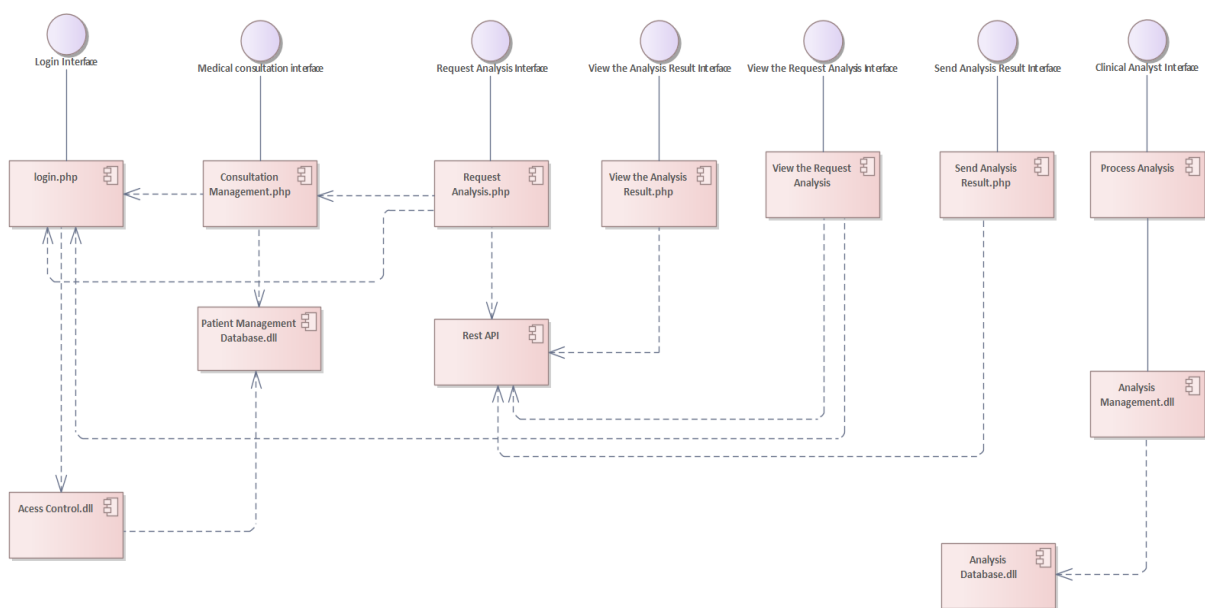 Login Interface
Medical consultation interface
Request Analysis Interface
View the Analysis Result Interface
View the Request Analysis Interface
Send Analysis Result Interface
Clinical Analyst Interface
login.php
Consultation
Management.php
Request
Analysis.php
View the Analysis
Result.php
View the Request
Analysis
Send Analysis
Result.php
Process Analysis
Patient Management
Database.dll
Rest API
Analysis
Management.dll
Acess Control.dll
Analysis
Database.dll